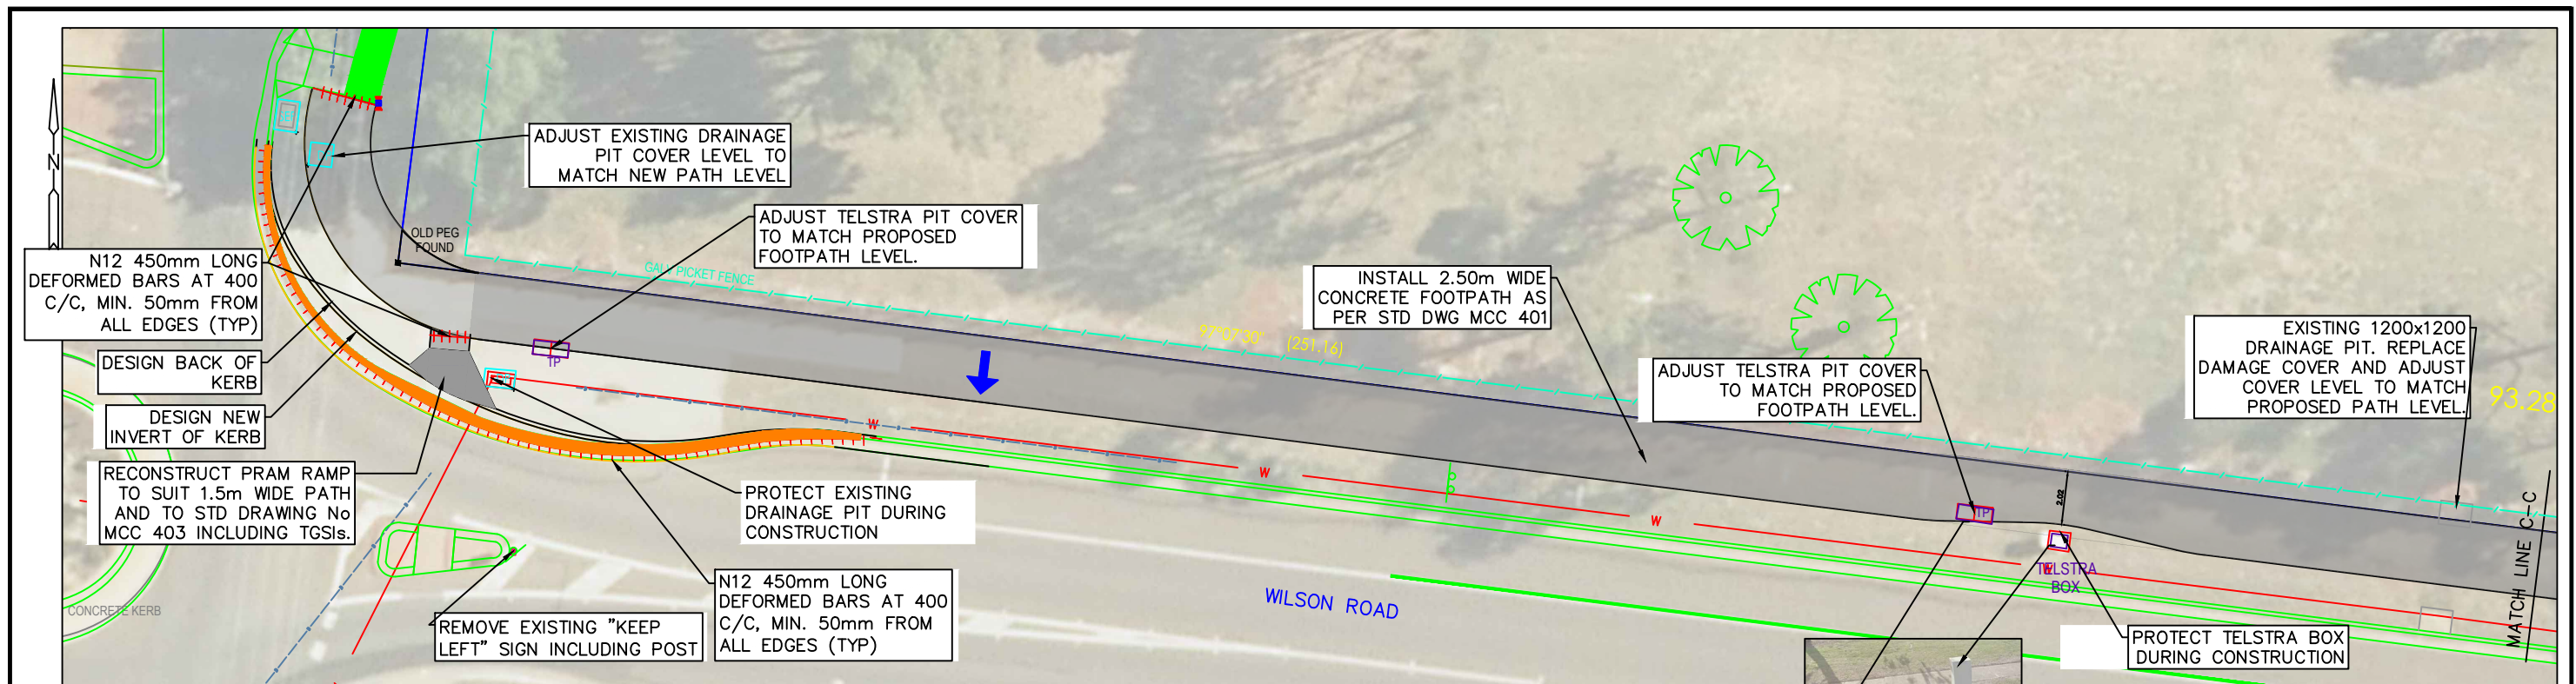 ADJUST EXISTING DRAINAGE
PIT COVER LEVEL TO
MATCH NEW PATH LEVEL
N
ADJUST TELSTRA PIT COVER
TO MATCH PROPOSED
FOOTPATH LEVEL.
OLD PEG
FOUND
N12 450mm LONG
DEFORMED BARS AT 400
C/C, MIN. 50mm FROM
ALL EDGES (TYP)
GALV PICKET FENCE
INSTALL 2.50m WIDE
CONCRETE FOOTPATH AS
PER STD DWG MCC 401
97°07'30" (251.16)
EXISTING 1200x1200
DRAINAGE PIT. REPLACE
DAMAGE COVER AND ADJUST
COVER LEVEL TO MATCH
PROPOSED PATH LEVEL.
93.28
DESIGN BACK OF
KERB
TP
ADJUST TELSTRA PIT COVER
TO MATCH PROPOSED
FOOTPATH LEVEL.
DESIGN NEW
INVERT OF KERB
W
W
W
RECONSTRUCT PRAM RAMP
TO SUIT 1.5m WIDE PATH
AND TO STD DRAWING No
MCC 403 INCLUDING TGSIs.
PROTECT EXISTING
DRAINAGE PIT DURING
CONSTRUCTION
2.02
TP
TELSTRA
BOX
W
MATCH LINE C-C
CONCRETE KERB
N12 450mm LONG
DEFORMED BARS AT 400
C/C, MIN. 50mm FROM
ALL EDGES (TYP)
WILSON ROAD
REMOVE EXISTING "KEEP
LEFT" SIGN INCLUDING POST
PROTECT TELSTRA BOX
DURING CONSTRUCTION